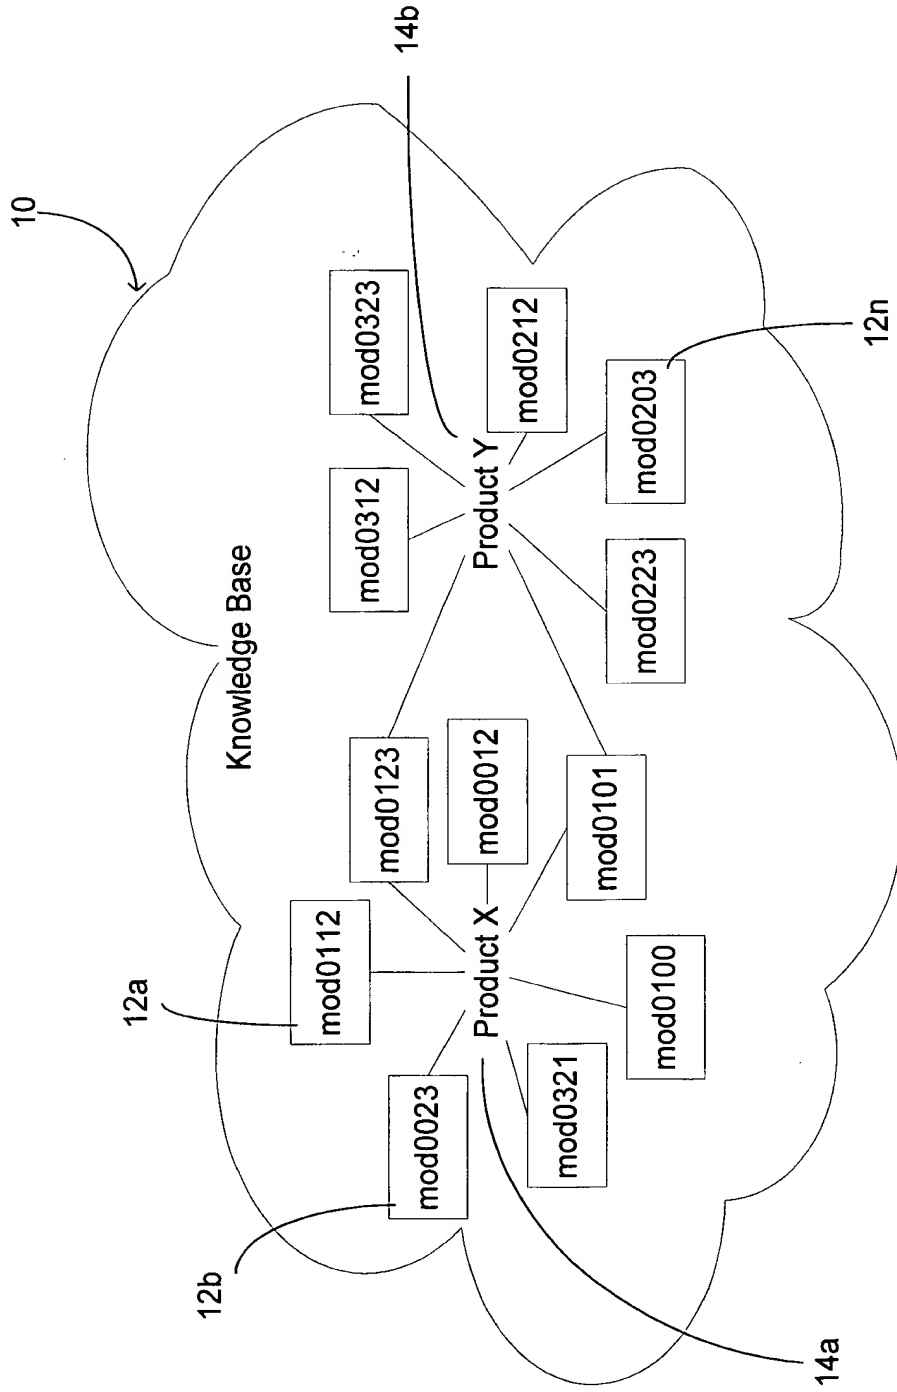 10
Knowledge Base
14b
12a
12b
mod0112
mod0123
mod0312
mod0323
mod0023
Product X
mod0012
Product Y
mod0212
mod0321
mod0101
mod0223
mod0203
mod0100
14a
12n